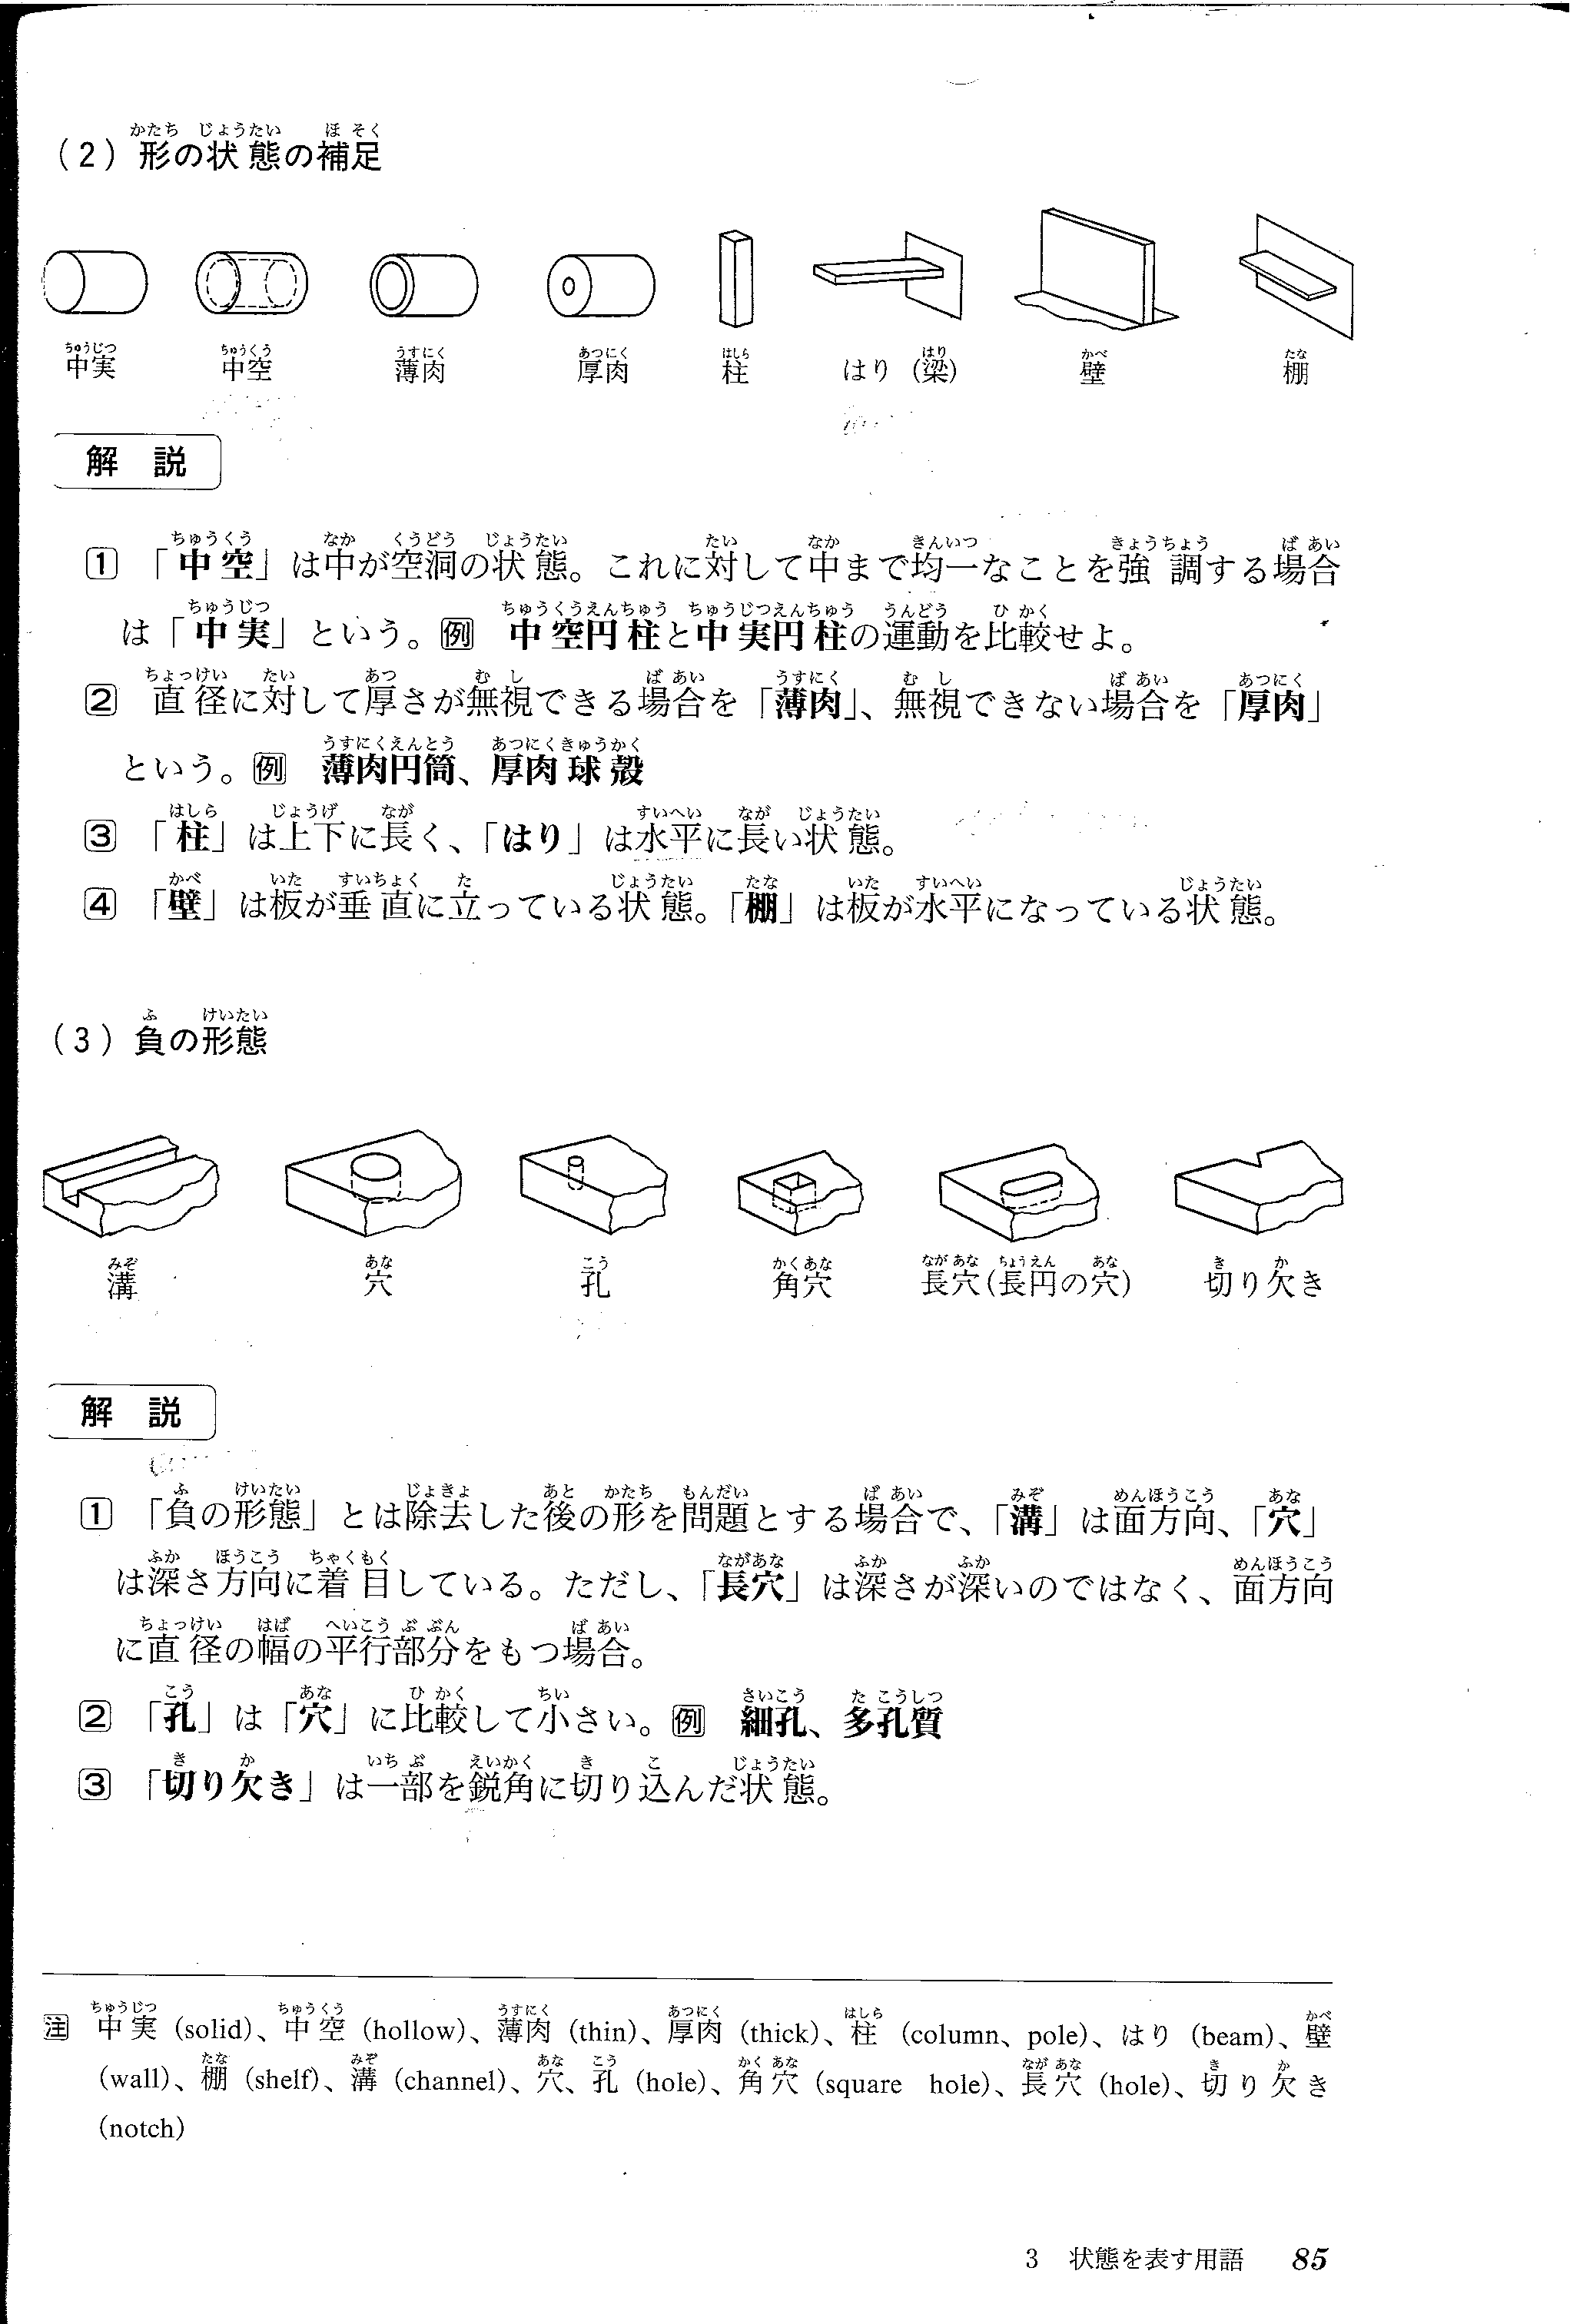 (2) 形の状態の補足
中実 中空 薄肉 厚肉 柱 はり (梁) 壁 棚
解 説
1 「中空」は中が空洞の状態。これに対して中まで均一なことを強調する場合
は「中実」という。例 中空円柱と中実円柱の運動を比較せよ。
2 直径に対して厚さが無視できる場合を「薄肉」、無視できない場合を「厚肉」
という。例 薄肉円筒、厚肉球殻
3 「柱」は上下に長く、「はり」は水平に長い状態。
4 「壁」は板が垂直に立っている状態。「棚」は板が水平になっている状態。
(3) 負の形態
溝 穴 孔 角穴 長穴(長円の穴) 切り欠き
解 説
1 「負の形態」とは除去した後の形を問題とする場合で、「溝」は面方向、「穴」
は深さ方向に着目している。ただし、「長穴」は深さが深いのではなく、面方向
に直径の幅の平行部分をもつ場合。
2 「孔」は「穴」に比較して小さい。例 細孔、多孔質
3 「切り欠き」は一部を鋭角に切り込んだ状態。
注 中実 (solid)、中空 (hollow)、薄肉 (thin)、厚肉 (thick)、柱 (column、pole)、はり (beam)、壁
(wall)、棚 (shelf)、溝 (channel)、穴、孔 (hole)、角穴 (square hole)、長穴 (hole)、切り欠き
(notch)
3 状態を表す用語 85